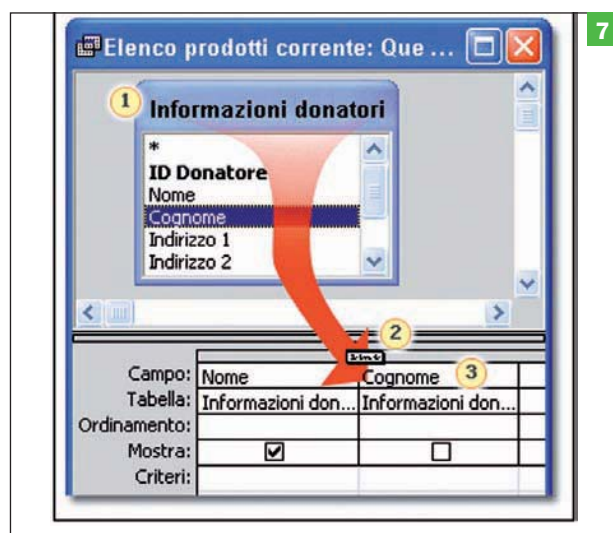 7
Elenco prodotti corrente: Que ...
1
Informazioni donatori
*
ID Donatore
Nome
Cognome
Indirizzo 1
Indirizzo 2
2
Campo: Nome Cognome 3
Tabella: Informazioni don... Informazioni don...
Ordinamento:
Mostra:
Criteri: